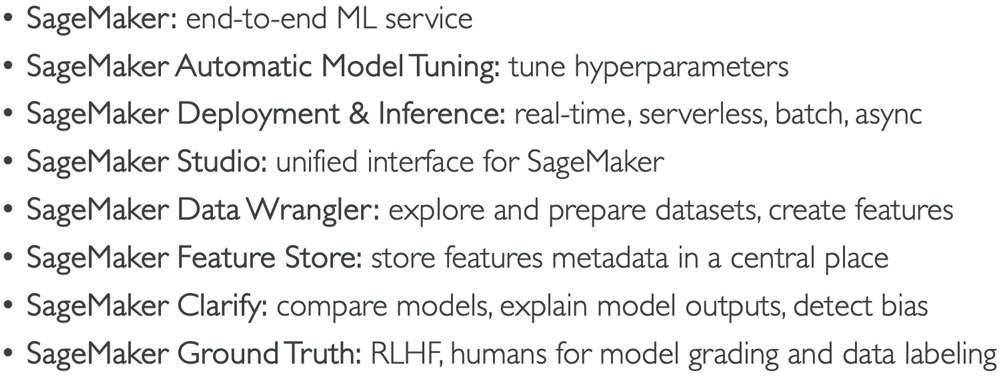 • SageMaker: end-to-end ML service
• SageMaker Automatic Model Tuning: tune hyperparameters
• SageMaker Deployment & Inference: real-time, serverless, batch, async
• SageMaker Studio: unified interface for SageMaker
• SageMaker Data Wrangler: explore and prepare datasets, create features
• SageMaker Feature Store: store features metadata in a central place
• SageMaker Clarify: compare models, explain model outputs, detect bias
• SageMaker Ground Truth: RLHF, humans for model grading and data labeling